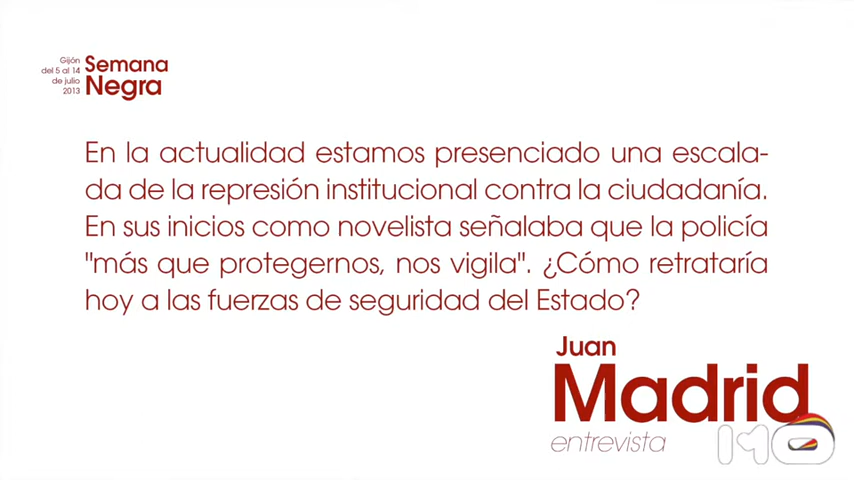 Gijón
del 5 al 14
de julio
2013
Semana
Negra
En la actualidad estamos presenciado una escala-
da de la represión institucional contra la ciudadanía.
En sus inicios como novelista señalaba que la policía
"más que protegernos, nos vigila". ¿Cómo retrataría
hoy a las fuerzas de seguridad del Estado?
Juan
Madrid
entrevista